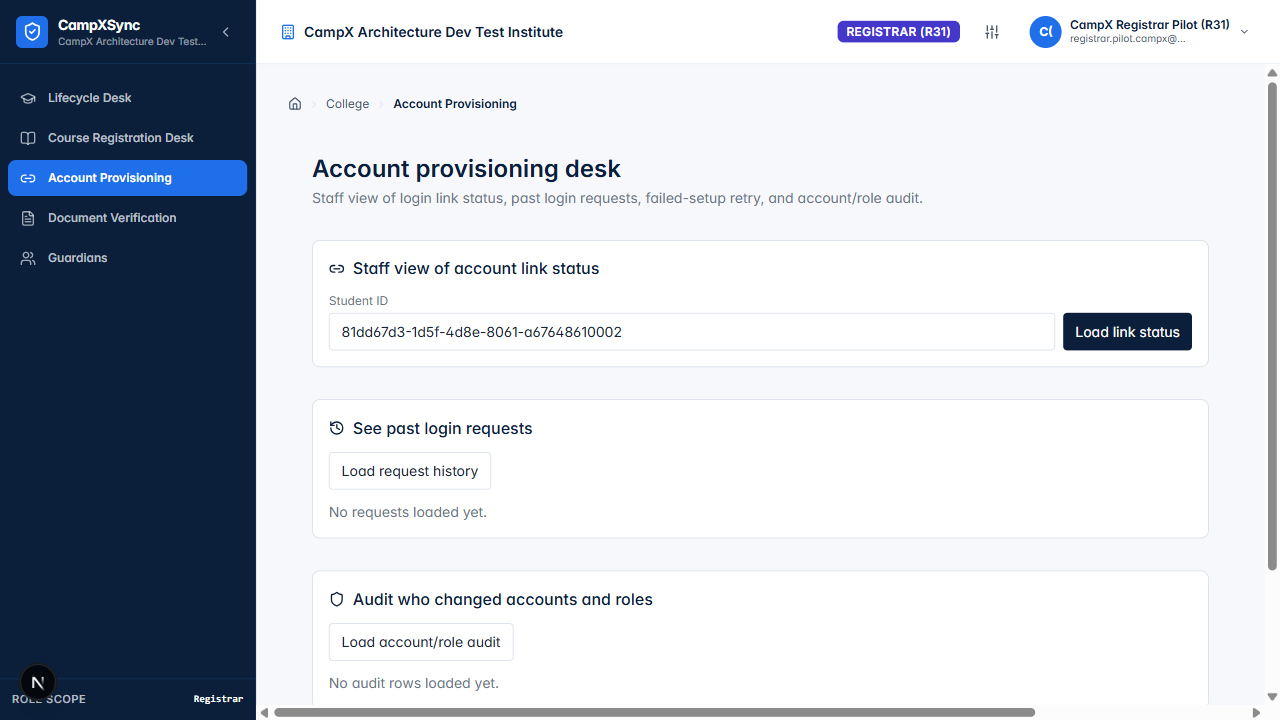 CampXSync
CampX Architecture Dev Test...
CampX Architecture Dev Test Institute
REGISTRAR (R31)
C(
CampX Registrar Pilot (R31)
registrar.pilot.campx@...
Lifecycle Desk
Course Registration Desk
Account Provisioning
Document Verification
Guardians
College
Account Provisioning
Account provisioning desk
Staff view of login link status, past login requests, failed-setup retry, and account/role audit.
Staff view of account link status
Student ID
81dd67d3-1d5f-4d8e-8061-a67648610002
Load link status
See past login requests
Load request history
No requests loaded yet.
Audit who changed accounts and roles
Load account/role audit
No audit rows loaded yet.
N
SCOPE
Registrar